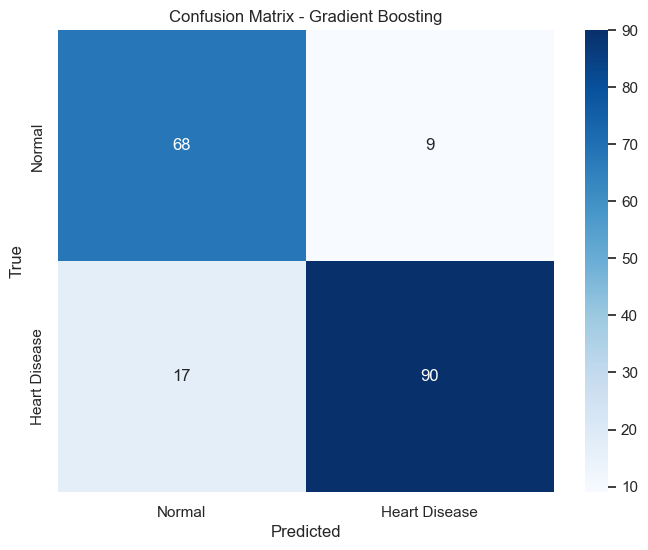 Confusion Matrix - Gradient Boosting
True
Normal
68
9
Heart Disease
17
90
Normal
Heart Disease
Predicted
90
80
70
60
50
40
30
20
10